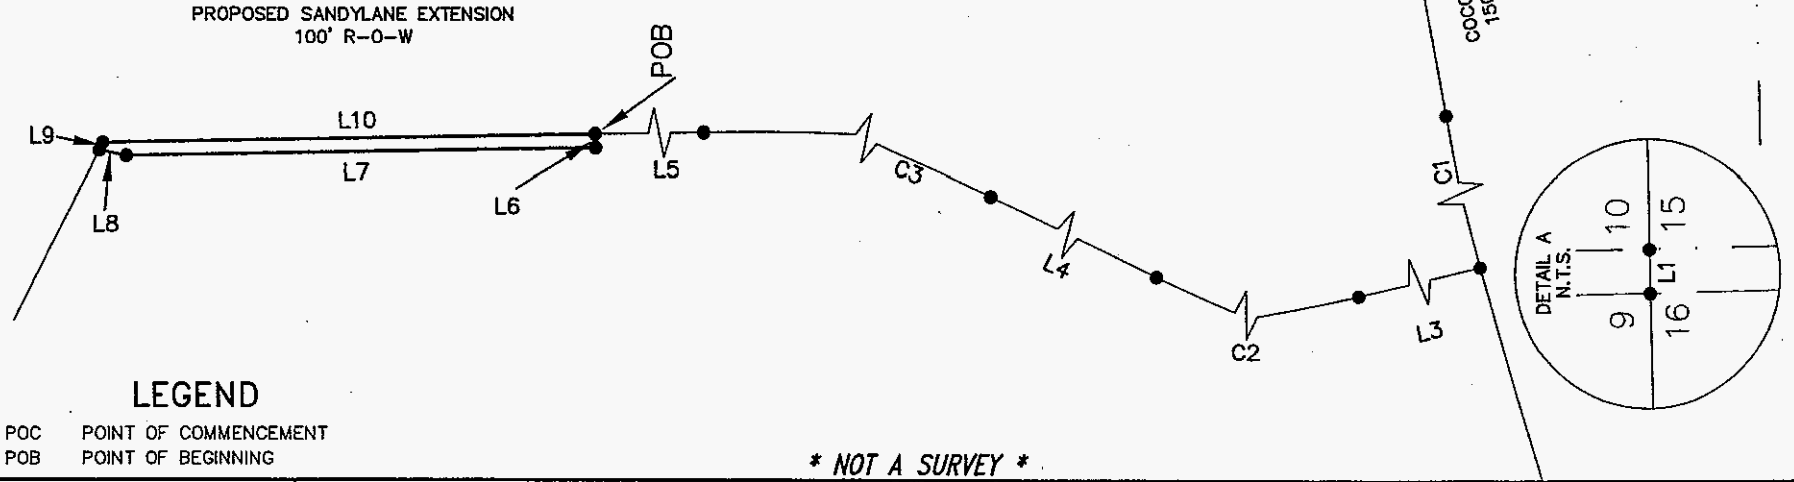 PROPOSED SANDYLANE EXTENSION
100' R-O-W
POB
L9
L10
L7
L8
L6
L5
C3
L4
C2
L3
C1
DETAIL A
N.T.S.
10
15
L1
9
16
LEGEND
POC POINT OF COMMENCEMENT
POB POINT OF BEGINNING
* NOT A SURVEY *